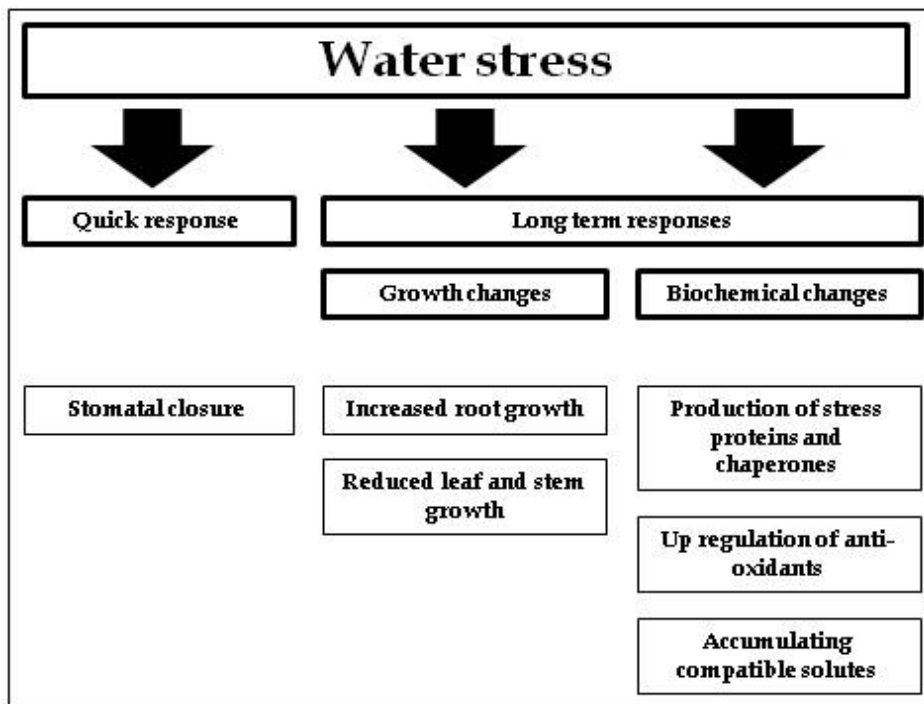 Water stress
Quick response
Long term responses
Growth changes
Biochemical changes
Stomatal closure
Increased root growth
Reduced leaf and stem
growth
Production of stress
proteins and
chaperones
Up regulation of anti-
oxidants
Accumulating
compatible solutes